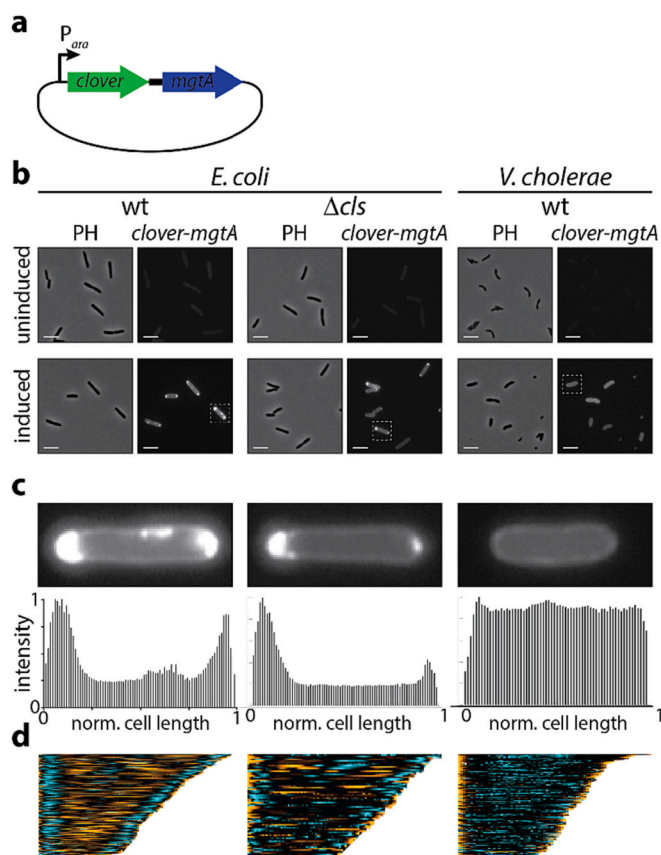 a
P ara
clover mgtA
b
E. coli V. cholerae
wt Δcls wt
PH clover-mgtA PH clover-mgtA PH clover-mgtA
uninduced
induced
c
intensity
1
0
0 1 0 1 0 1
norm. cell length norm. cell length norm. cell length
d